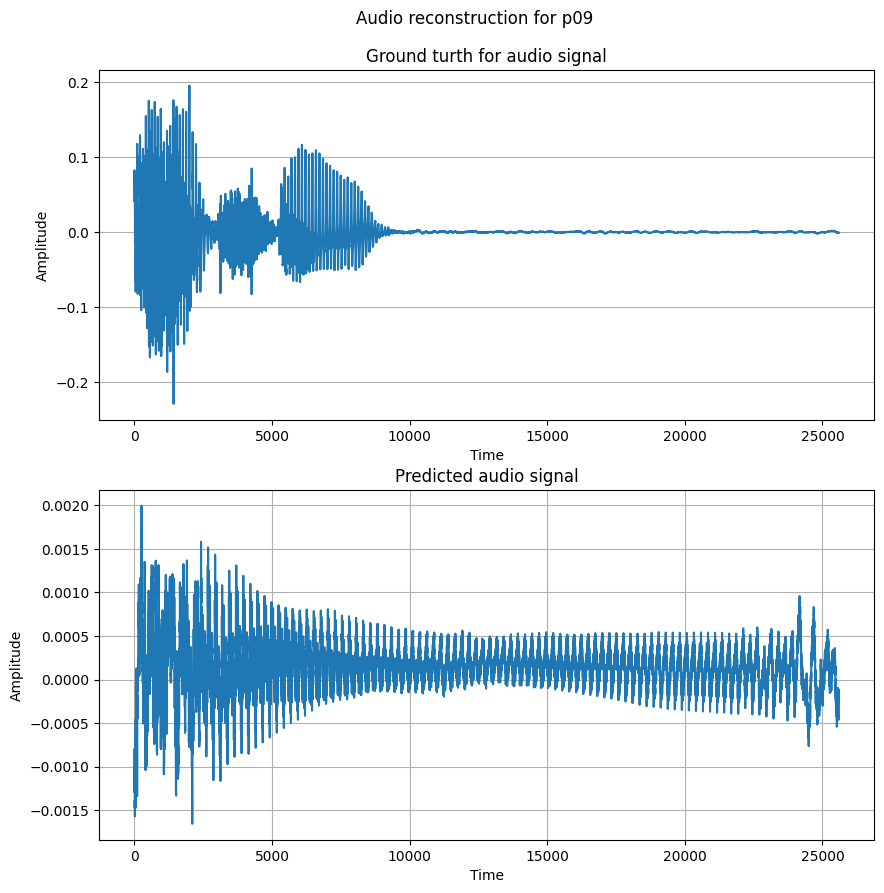 Audio reconstruction for p09
Ground turth for audio signal
0.2
0.1
0.0
−0.1
−0.2
Amplitude
0 5000 10000 15000 20000 25000
Time
Predicted audio signal
0.0020
0.0015
0.0010
0.0005
0.0000
−0.0005
−0.0010
−0.0015
Amplitude
0 5000 10000 15000 20000 25000
Time